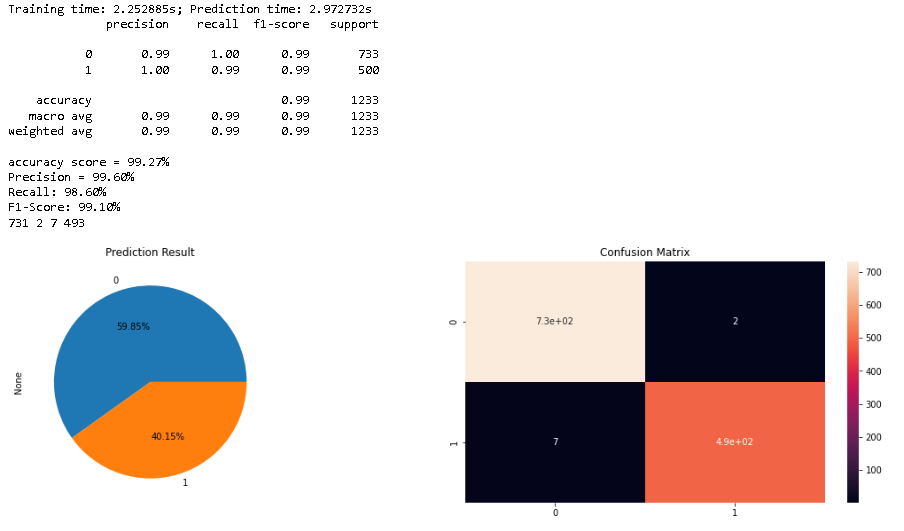 Training time: 2.252885s; Prediction time: 2.972732s
precision recall f1-score support
0 0.99 1.00 0.99 733
1 1.00 0.99 0.99 500
accuracy 0.99 1233
macro avg 0.99 0.99 0.99 1233
weighted avg 0.99 0.99 0.99 1233
accuracy score = 99.27%
Precision = 99.60%
Recall: 98.60%
F1-Score: 99.10%
731 2 7 493
Prediction Result
0
59.85%
None
40.15%
1
Confusion Matrix
0
7.3e+02 2
1
7 4.9e+02
0 1
700
600
500
400
300
200
100